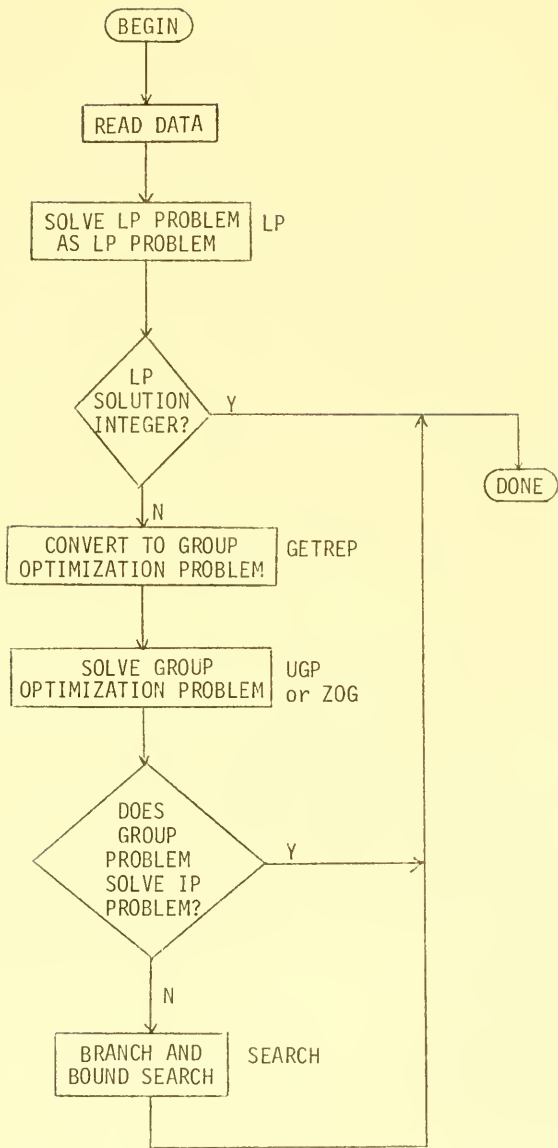 BEGIN
READ DATA
SOLVE LP PROBLEM
AS LP PROBLEM
LP
LP
SOLUTION
INTEGER?
Y
DONE
N
CONVERT TO GROUP
OPTIMIZATION PROBLEM
GETREP
SOLVE GROUP
OPTIMIZATION PROBLEM
UGP
or ZOG
DOES
GROUP
PROBLEM
SOLVE IP
PROBLEM?
Y
N
BRANCH AND
BOUND SEARCH
SEARCH